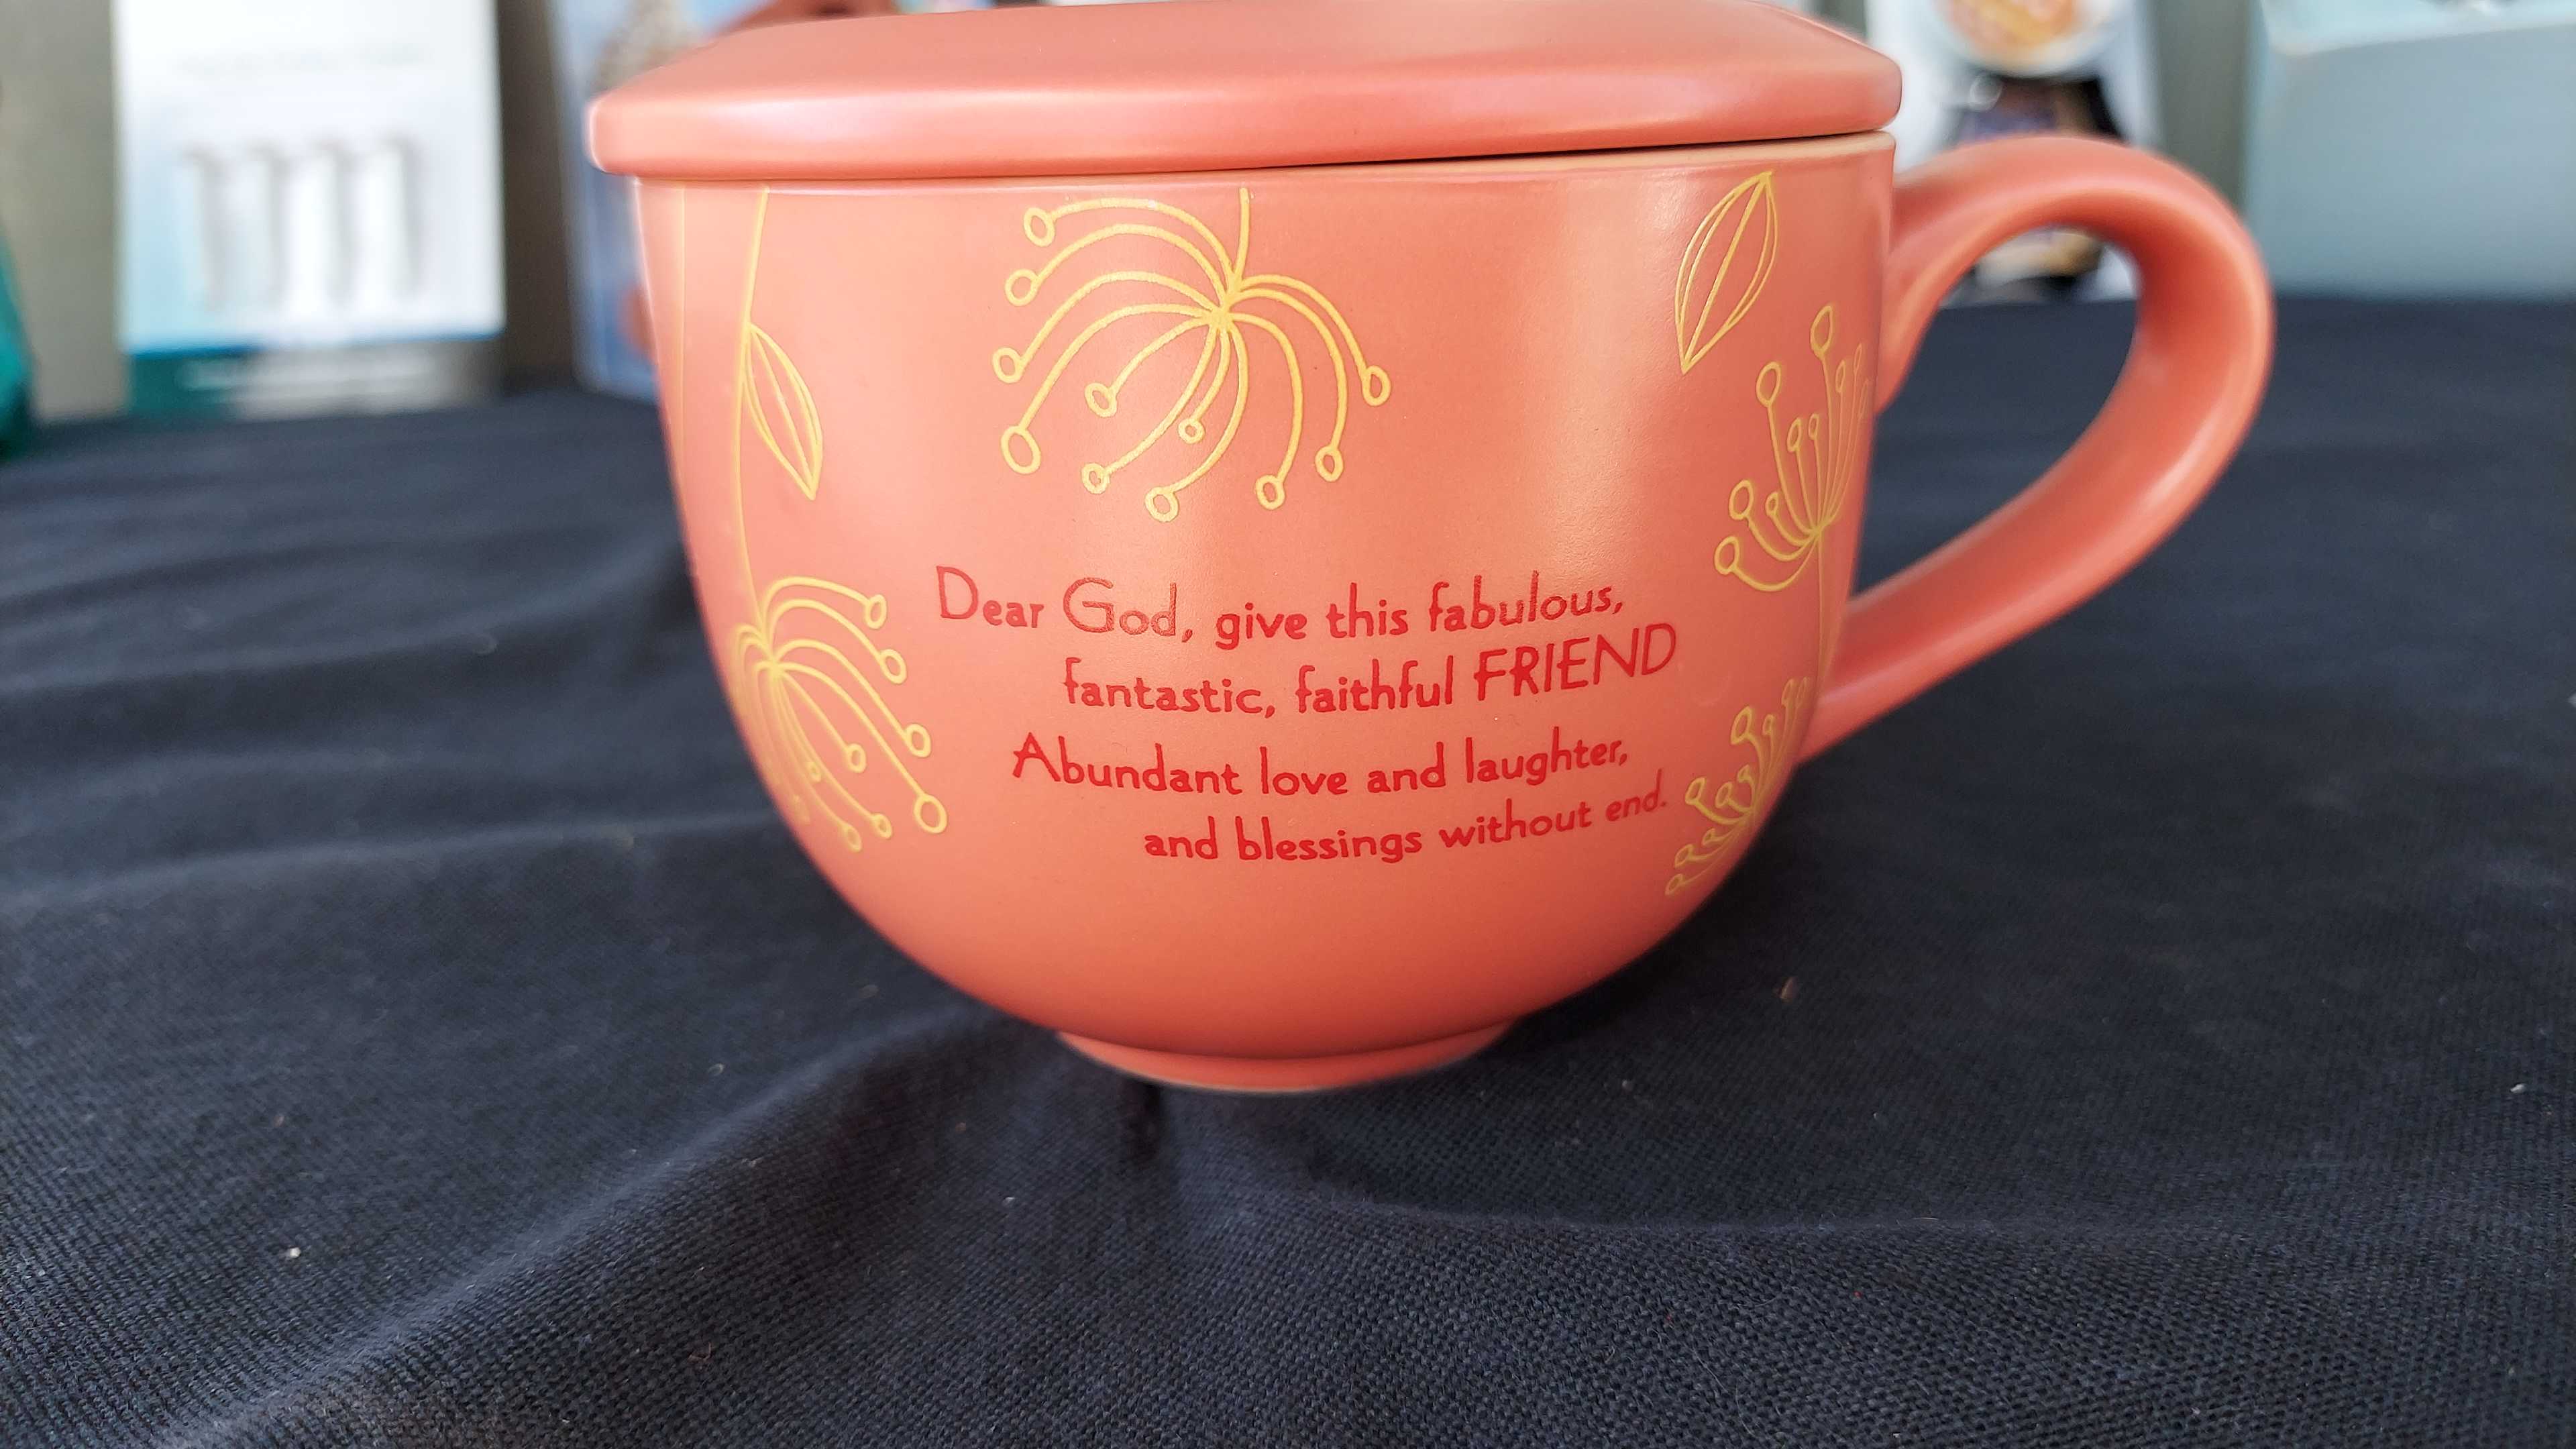 Dear God, give this fabulous,
fantastic, faithful FRIEND
Abundant love and laughter,
and blessings without end.